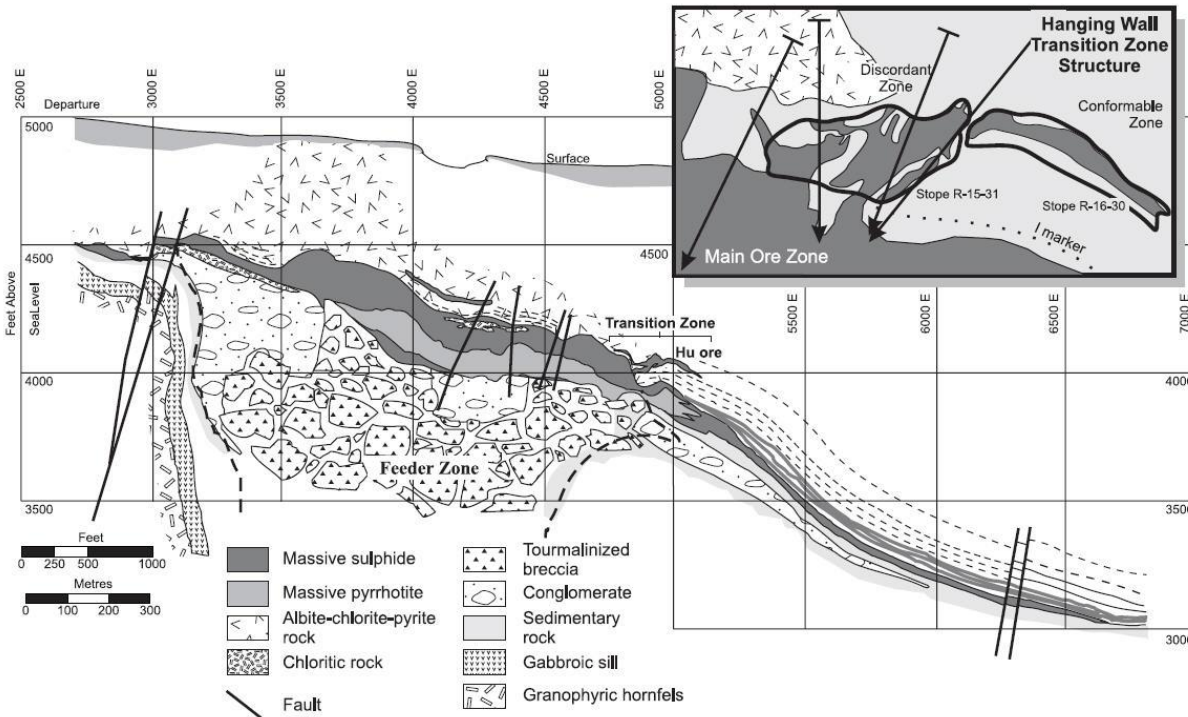 2500 E
3000 E
3500 E
4000 E
4500 E
5000 E
Departure
5000
Surface
4500
4500
Feet Above
SeaLevel
4000
3500
Hanging Wall
Transition Zone
Structure
Discordant
Zone
Conformable
Zone
Stope R-15-31
Stope R-16-30
I marker
Main Ore Zone
5500 E
6000 E
6500 E
7000 E
Transition Zone
Hu ore
4000
3500
3000
Feeder Zone
Feet
0 250 500 1000
Metres
0 100 200 300
Massive sulphide
Massive pyrrhotite
Albite-chlorite-pyrite
rock
Chloritic rock
Fault
Tourmalinized
breccia
Conglomerate
Sedimentary
rock
Gabbroic sill
Granophyric hornfels